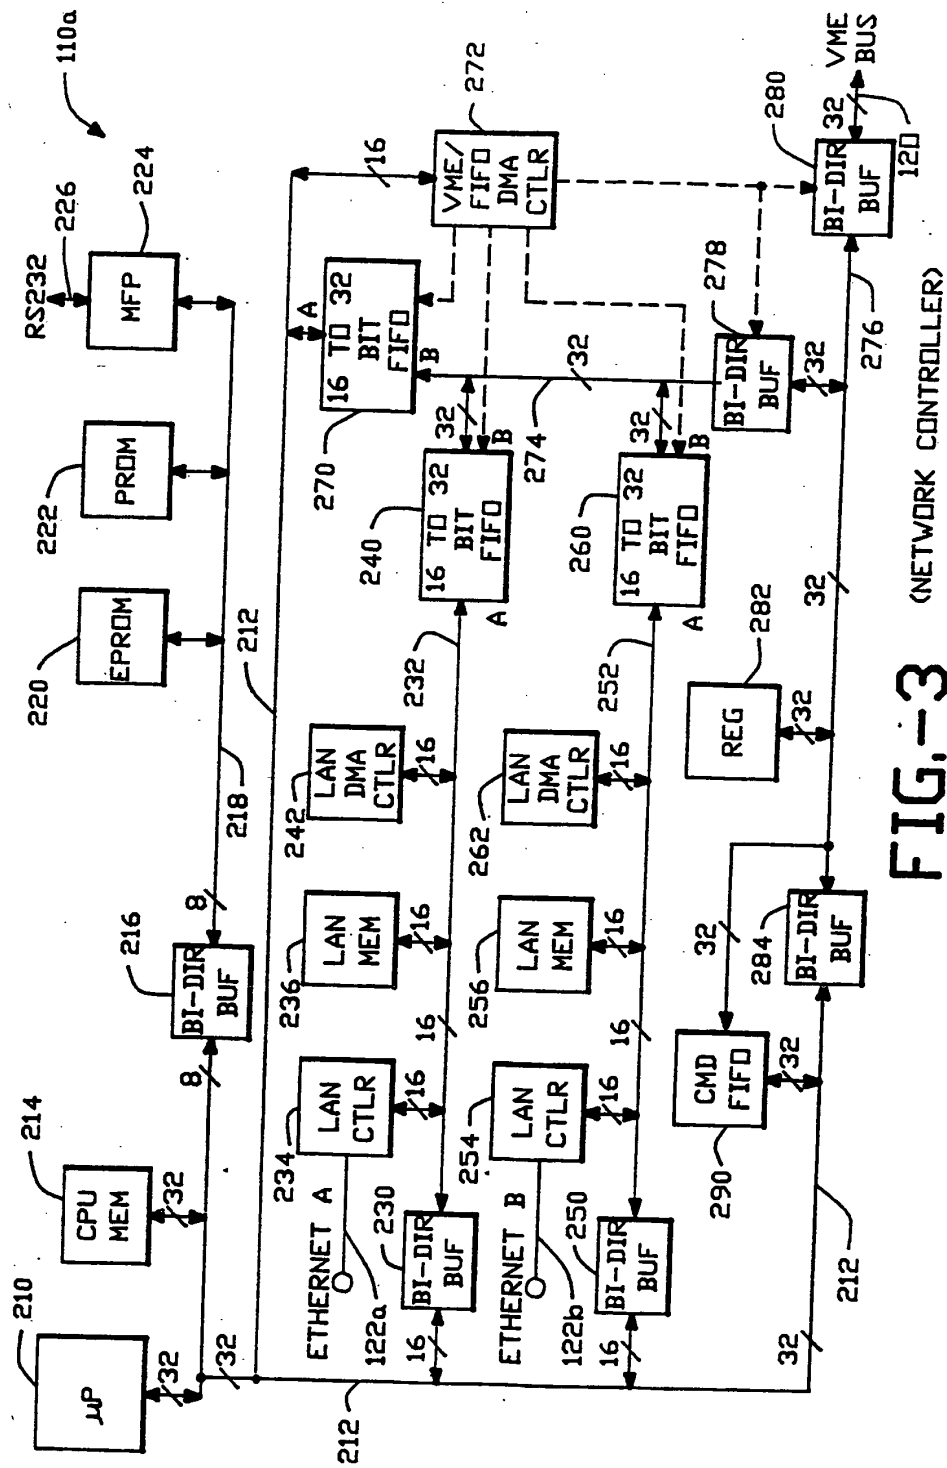 110a
RS232
226
224
MFP
222
PROM
220
EPROM
218
216
BI-DIR
BUF
8
8
214
CPU
MEM
32
210
μP
32
32
212
16
272
VME/
FIFO
DMA
CTLR
270
16 TO 32
BIT
FIFO
A
B
ETHERNET A
122a
234
LAN
CTLR
16
236
LAN
MEM
16
242
LAN
DMA
CTLR
16
230
BI-DIR
BUF
16
16
232
240
16 TO 32
BIT
FIFO
A
B
32
274
32
ETHERNET B
122b
254
LAN
CTLR
16
256
LAN
MEM
16
262
LAN
DMA
CTLR
16
250
BI-DIR
BUF
16
16
252
260
16 TO 32
BIT
FIFO
A
B
32
278
BI-DIR
BUF
32
280
BI-DIR
BUF
32
VME
BUS
120
276
282
REG
32
32
284
BI-DIR
BUF
32
290
CMD
FIFO
32
212
32
212
FIG.-3
(NETWORK CONTROLLER)